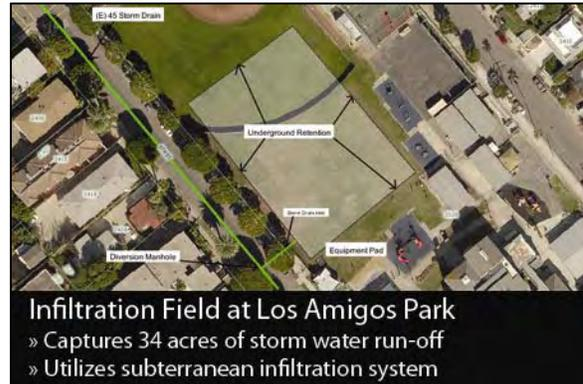 (E) 45 Storm Drain
Underground Retention
Storm Drain Inlet
Diversion Manhole
Equipment Pad
Infiltration Field at Los Amigos Park
» Captures 34 acres of storm water run-off
» Utilizes subterranean infiltration system